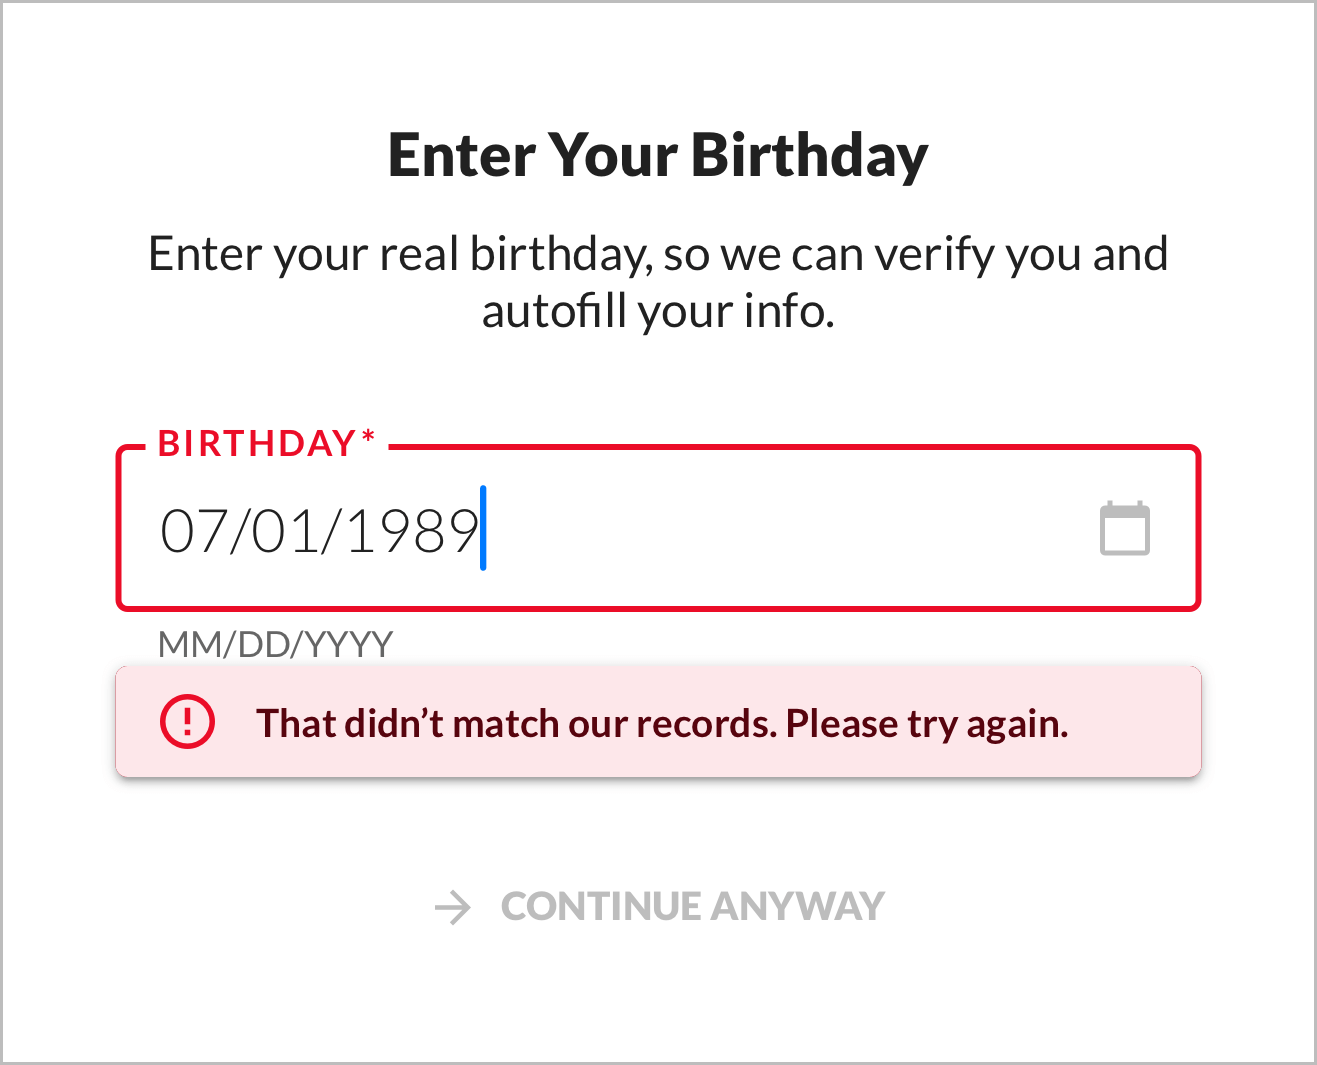 Enter Your Birthday
Enter your real birthday, so we can verify you and
autofill your info.
BIRTHDAY*
07/01/1989
MM/DD/YYYY
That didn’t match our records. Please try again.
CONTINUE ANYWAY